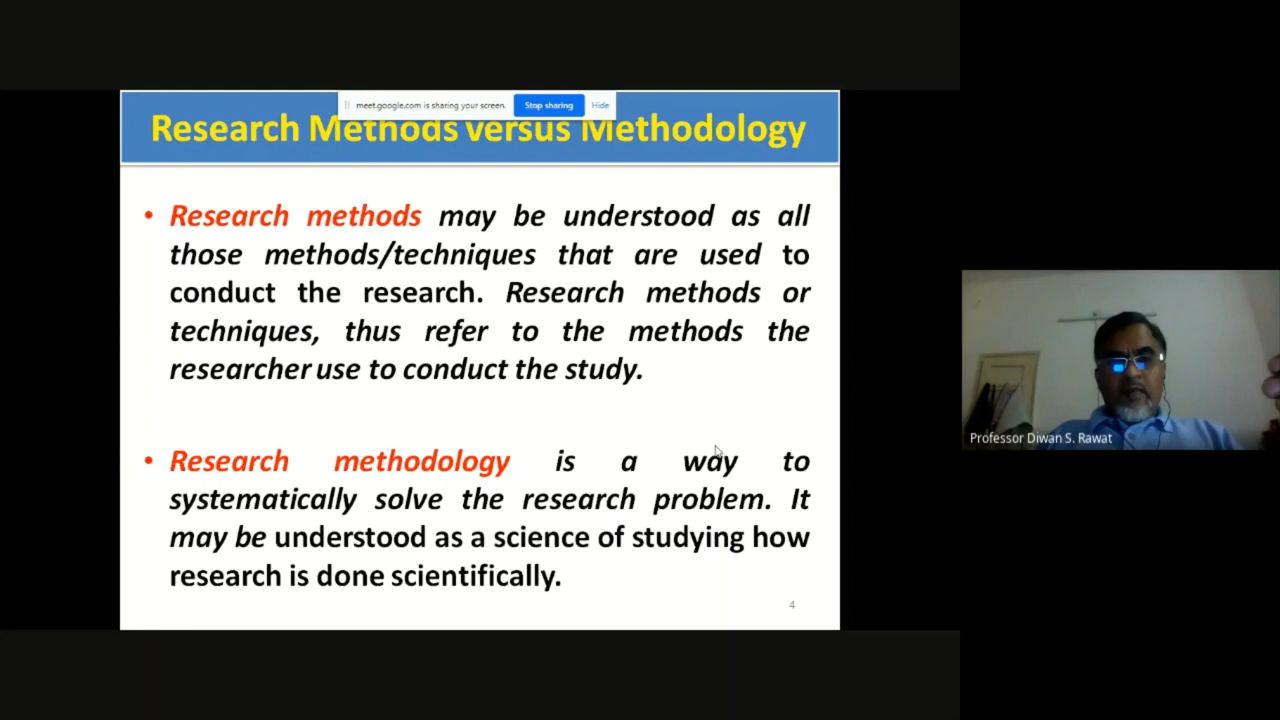 meet.google.com is sharing your screen. Stop sharing Hide
Research Methods versus Methodology
• Research methods may be understood as all
those methods/techniques that are used to
conduct the research. Research methods or
techniques, thus refer to the methods the
researcher use to conduct the study.
• Research methodology is a way to
systematically solve the research problem. It
may be understood as a science of studying how
research is done scientifically.
4
Professor Diwan S. Rawat